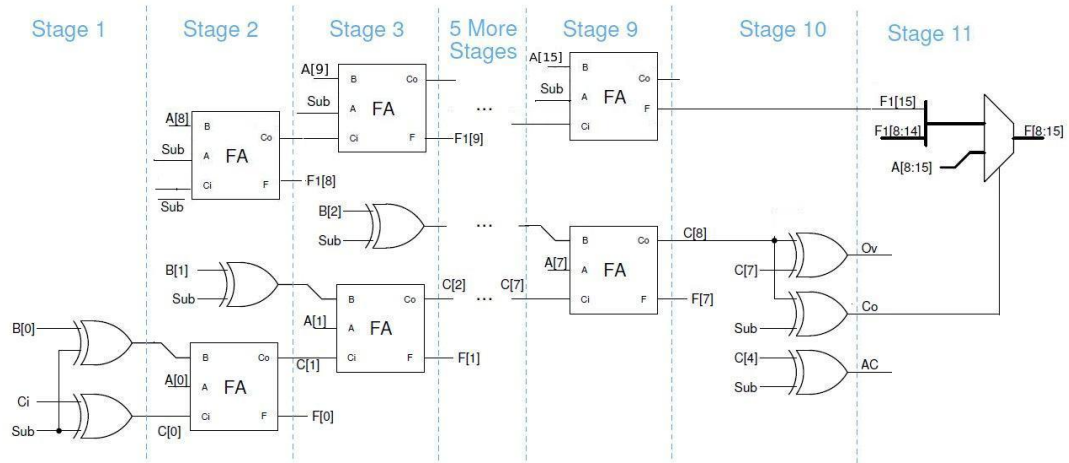 Stage 1
Stage 2
Stage 3
5 More
Stages
Stage 9
Stage 10
Stage 11
A[8]
Sub
Sub
B
A
Ci
Co
F
FA
F1[8]
A[9]
Sub
B
A
Ci
Co
F
FA
F1[9]
...
A[15]
Sub
B
A
Ci
Co
F
FA
F1[15]
F1[8:14]
A[8:15]
F[8:15]
B[2]
Sub
...
B[1]
Sub
B[0]
Ci
Sub
C[0]
A[0]
B
A
Ci
Co
F
FA
C[1]
F[0]
A[1]
B
A
Ci
Co
F
FA
C[2]
...
C[7]
F[1]
A[7]
B
A
Ci
Co
F
FA
C[8]
F[7]
C[7]
Ov
Sub
Co
C[4]
Sub
AC